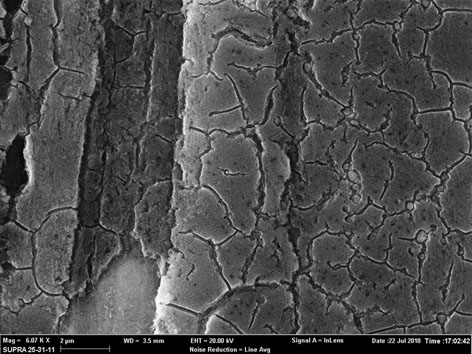 Mag = 6.07 K X 2 µm WD = 3.5 mm EHT = 20.00 kV Signal A = InLens Date :22 Jul 2010 Time :17:02:42
SUPRA 25-31-11 Noise Reduction = Line Avg